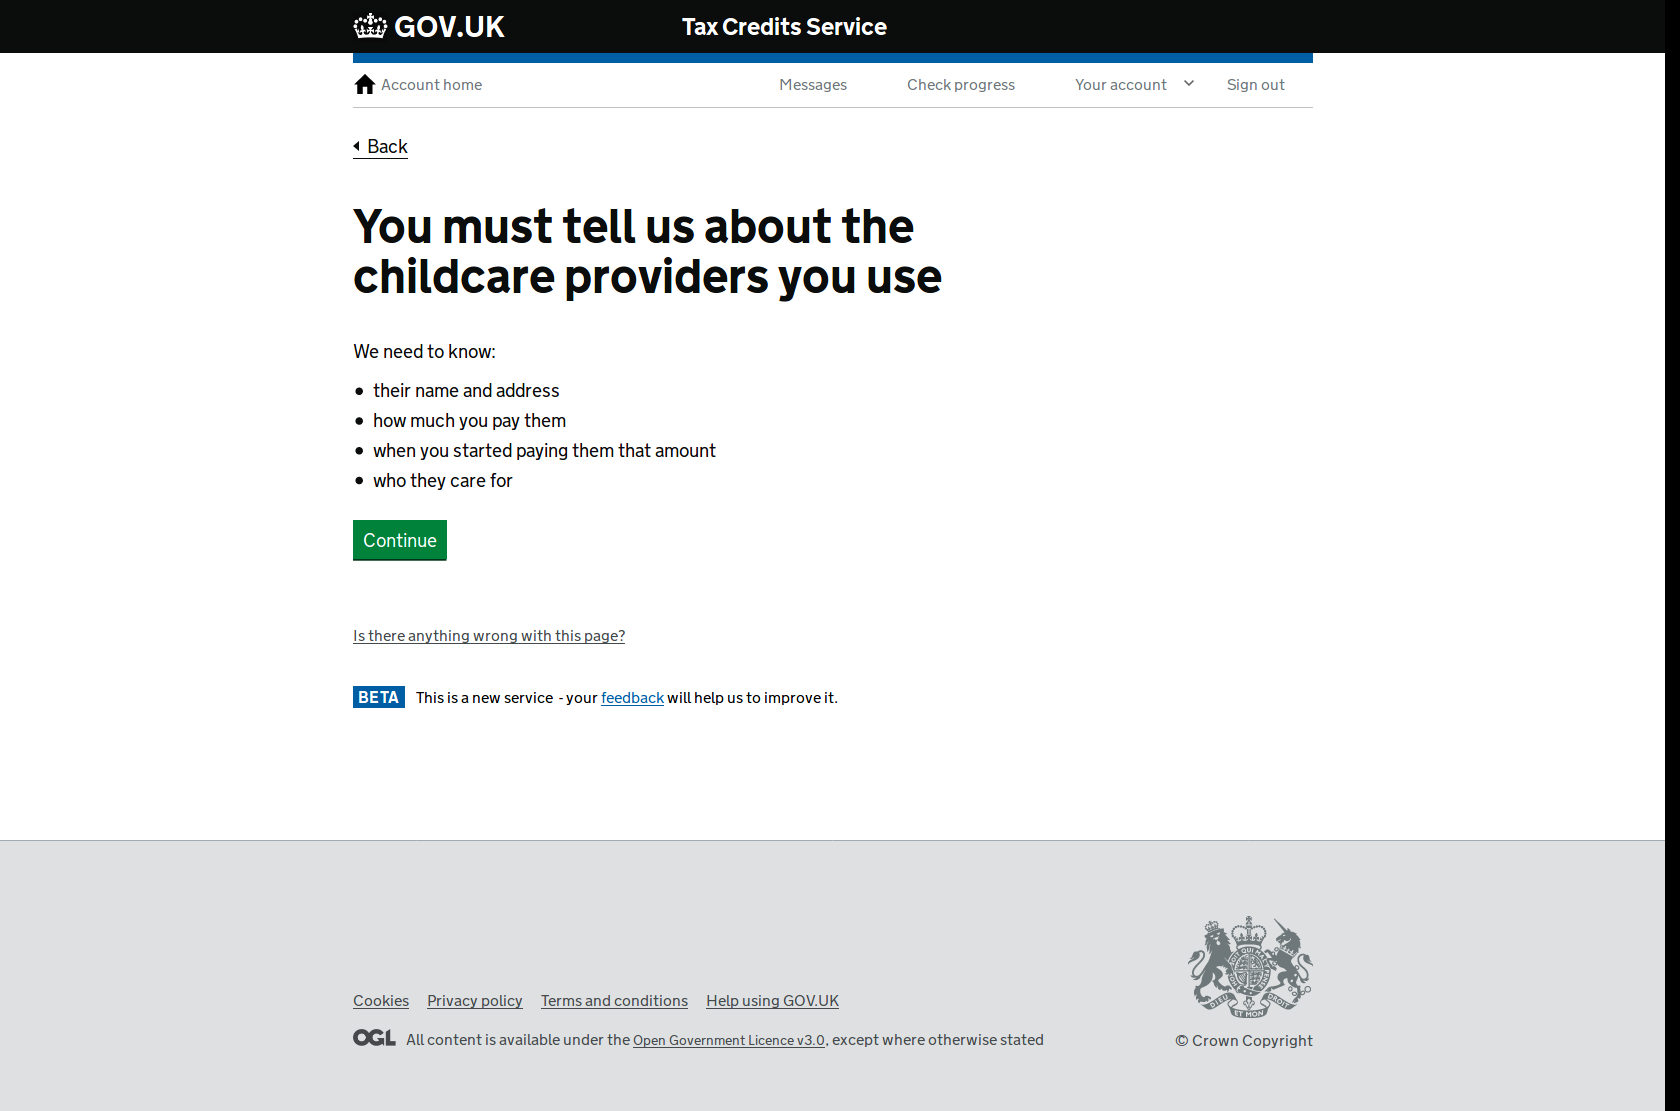 GOV.UK
Tax Credits Service
Account home
Messages
Check progress
Your account
Sign out
Back
You must tell us about the
childcare providers you use
We need to know:
• their name and address
• how much you pay them
• when you started paying them that amount
• who they care for
Continue
Is there anything wrong with this page?
BETA This is a new service - your feedback will help us to improve it.
Cookies Privacy policy Terms and conditions Help using GOV.UK
OGL All content is available under the Open Government Licence v3.0, except where otherwise stated
DIEU ET MON DROIT
© Crown Copyright